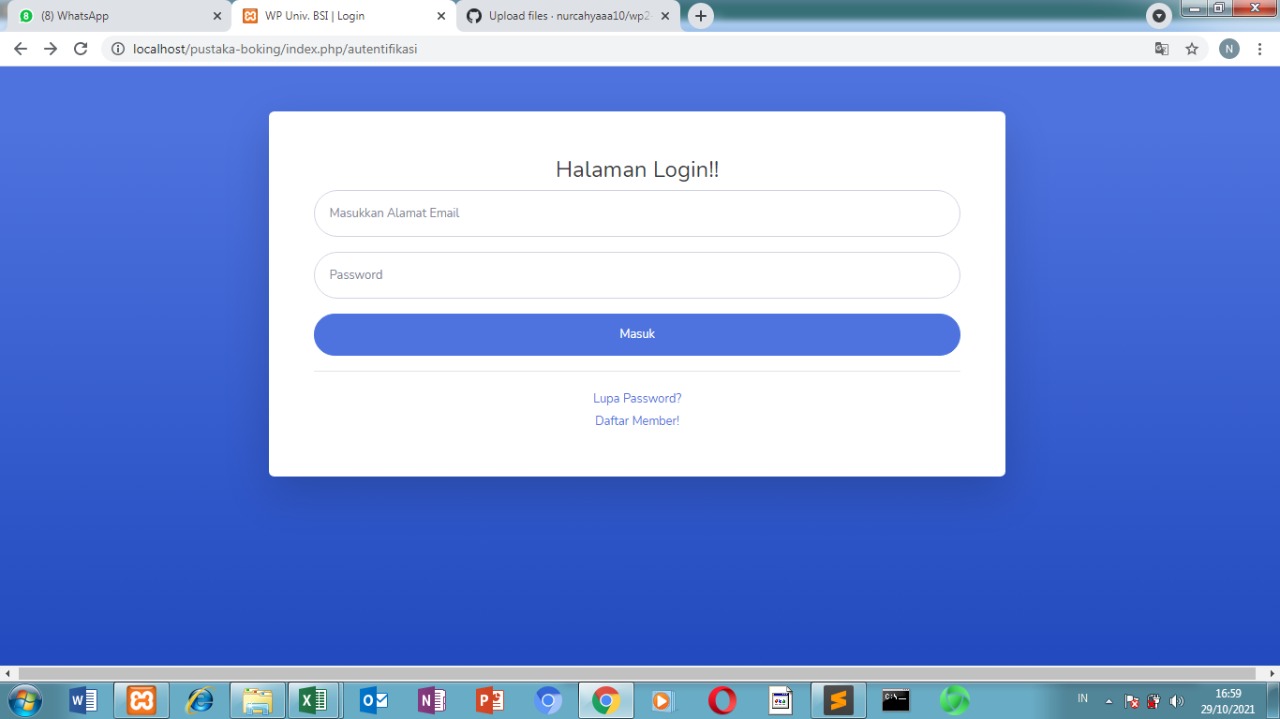 (8) WhatsApp
WP Univ. BSI | Login
Upload files · nurcahyaaa10/wp2
localhost/pustaka-boking/index.php/autentifikasi
N
Halaman Login!!
Masukkan Alamat Email
Password
Masuk
Lupa Password?
Daftar Member!
IN
16:59
29/10/2021